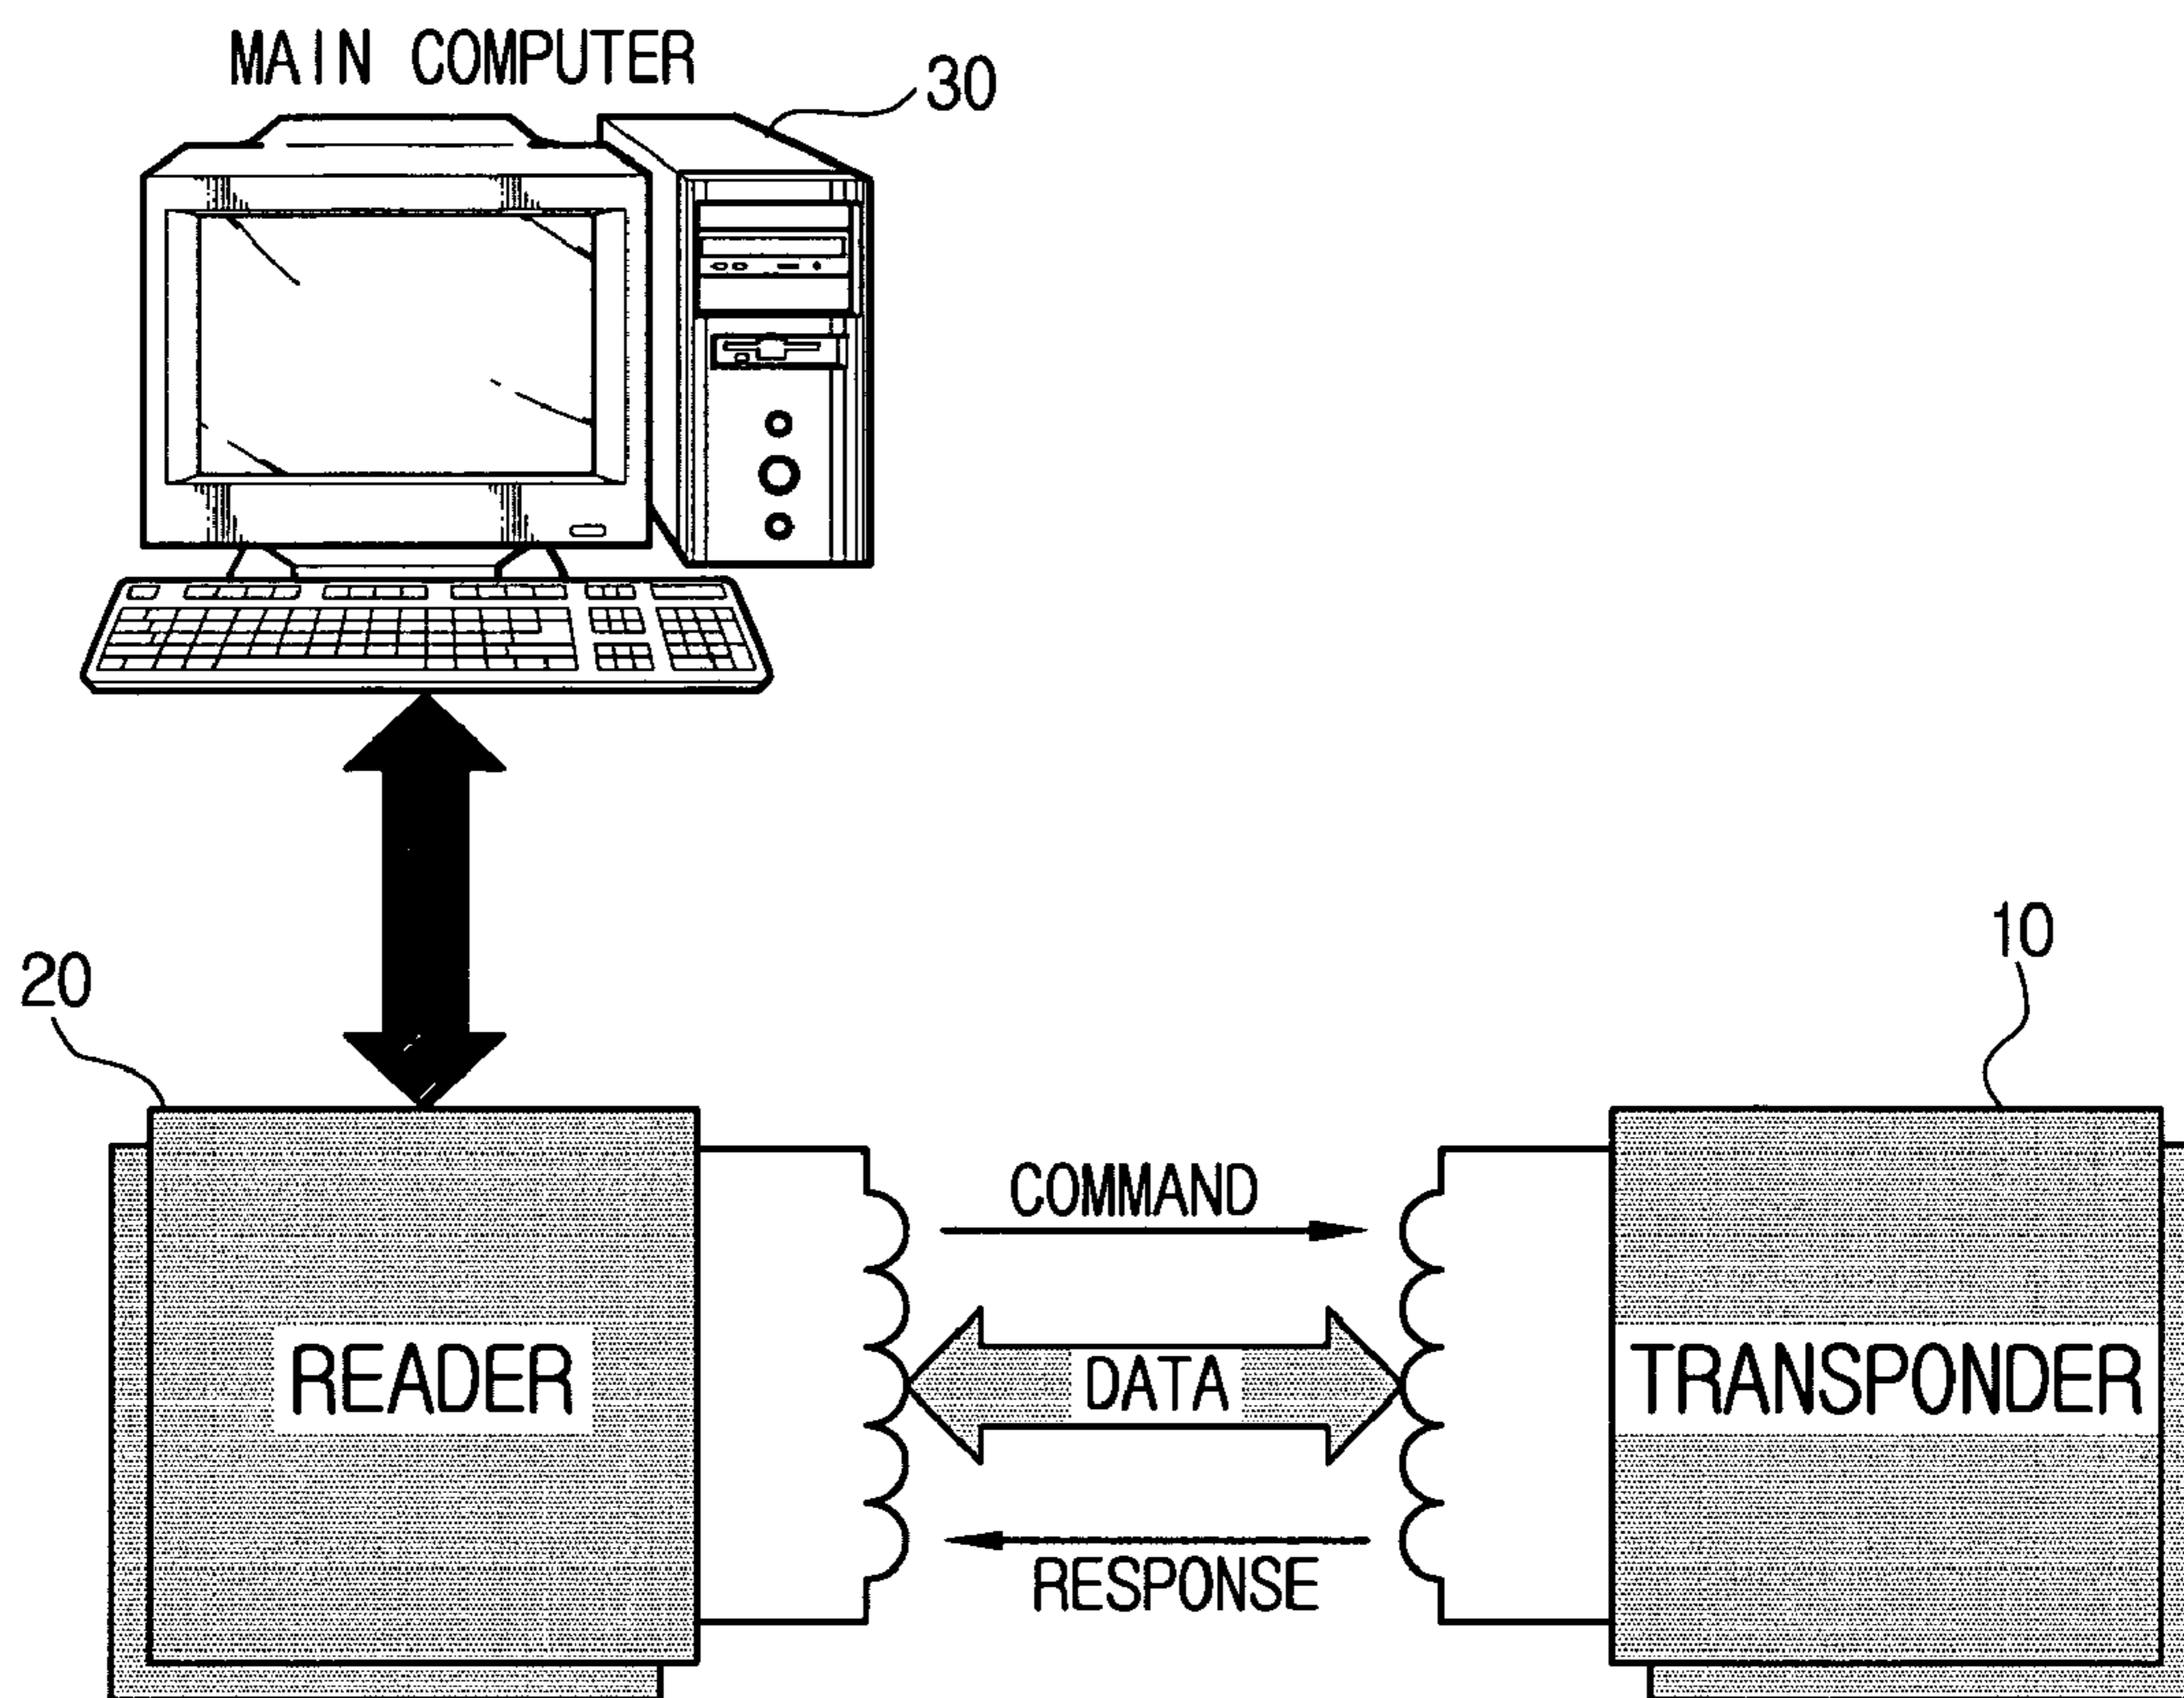 MAIN COMPUTER
30
20
10
COMMAND
READER
DATA
TRANSPONDER
RESPONSE